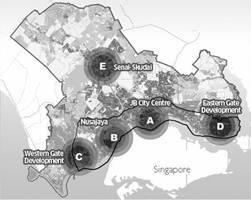 E
Senai-Skudai
JB City Centre
Eastern Gate
Development
Nusajaya
A
B
C
D
Western Gate
Development
Singapore